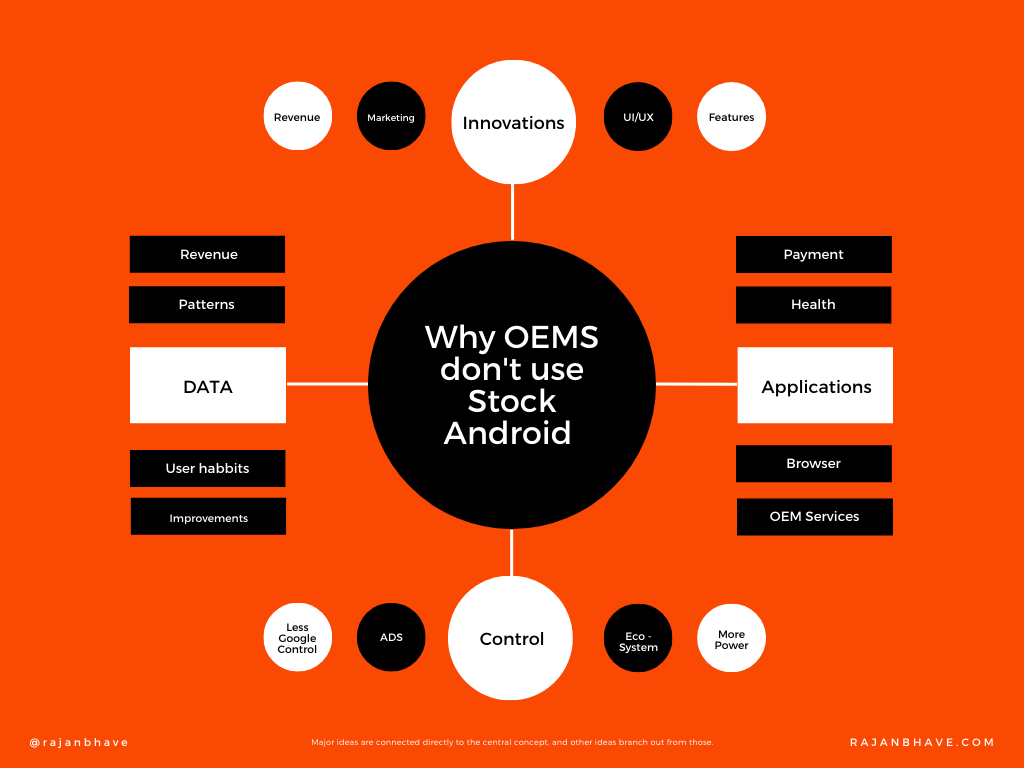 Revenue
Marketing
Innovations
UI/UX
Features
Revenue
Patterns
DATA
User habbits
Improvements
Why OEMS
don't use
Stock
Android
Payment
Health
Applications
Browser
OEM Services
Less
Google
Control
ADS
Control
Eco -
System
More
Power
@rajanbhave
Major ideas are connected directly to the central concept, and other ideas branch out from those.
RAJANBHAVE.COM